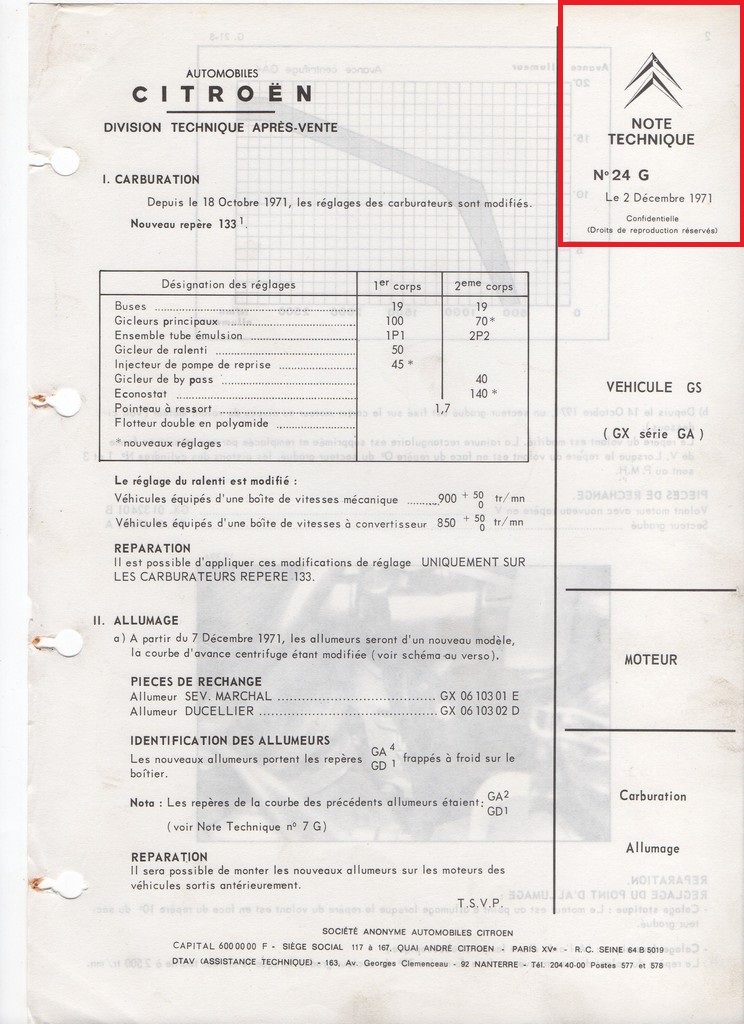 AUTOMOBILES
CITROËN
DIVISION TECHNIQUE APRÈS-VENTE
NOTE
TECHNIQUE
N° 24 G
Le 2 Décembre 1971
Confidentielle
(Droits de reproduction réservés)
I. CARBURATION
Depuis le 18 Octobre 1971, les réglages des carburateurs sont modifiés.
Nouveau repère 133 1.
Désignation des réglages 1er corps 2eme corps
Buses 19 19
Gicleurs principaux 100 70*
Ensemble tube émulsion 1P1 2P2
Gicleur de ralenti 50
Injecteur de pompe de reprise 45 *
Gicleur de by pass 40
Econostat 140 *
Pointeau à ressort 1,7
Flotteur double en polyamide
*nouveaux réglages
VEHICULE GS
( GX série GA )
Le réglage du ralenti est modifié :
Véhicules équipés d'une boîte de vitesses mécanique ........900 + 50 0 tr/mn
Véhicules équipés d'une boîte de vitesses à convertisseur 850 + 50 0 tr/mn
REPARATION
Il est possible d'appliquer ces modifications de réglage UNIQUEMENT SUR
LES CARBURATEURS REPERE 133.
II. ALLUMAGE
a) A partir du 7 Décembre 1971, les allumeurs seront d'un nouveau modèle,
la courbe d'avance centrifuge étant modifiée (voir schéma au verso).
MOTEUR
PIECES DE RECHANGE
Allumeur SEV. MARCHAL ................................ GX 06 103 01 E
Allumeur DUCELLIER ..................................... GX 06 103 02 D
IDENTIFICATION DES ALLUMEURS
Les nouveaux allumeurs portent les repères GA 4 GD 1 frappés à froid sur le
boîtier.
Nota : Les repères de la courbe des précédents allumeurs étaient: GA2 GD1
(voir Note Technique n° 7 G)
Carburation
Allumage
REPARATION
Il sera possible de monter les nouveaux allumeurs sur les moteurs des
véhicules sortis antérieurement.
T.S.V.P.
SOCIÉTÉ ANONYME AUTOMOBILES CITROEN
CAPITAL 600 000 00 F - SIÈGE SOCIAL 117 à 167, QUAI ANDRÉ CITROEN - PARIS XVe - R.C. SEINE 64 B 5019
DTAV (ASSISTANCE TECHNIQUE) - 163, Av. Georges Clemenceau - 92 NANTERRE - Tél. 204 40-00 Postes 577 et 578